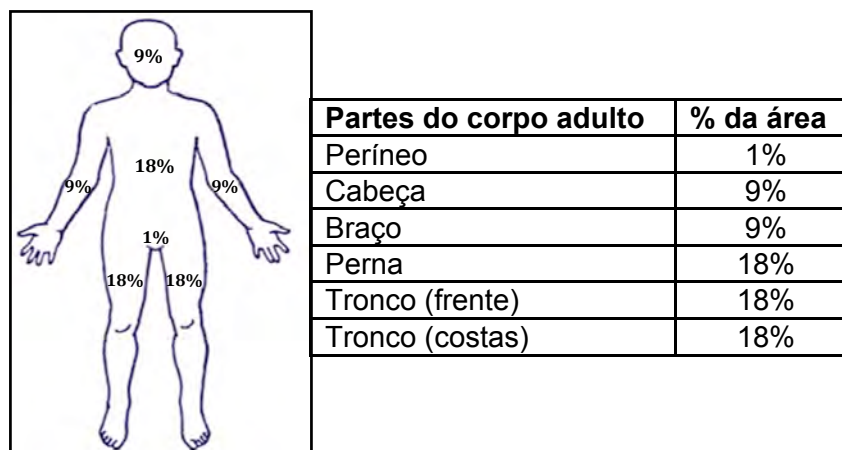 9%
18%
9% 9%
1%
18% 18%
Partes do corpo adulto % da área
Períneo 1%
Cabeça 9%
Braço 9%
Perna 18%
Tronco (frente) 18%
Tronco (costas) 18%